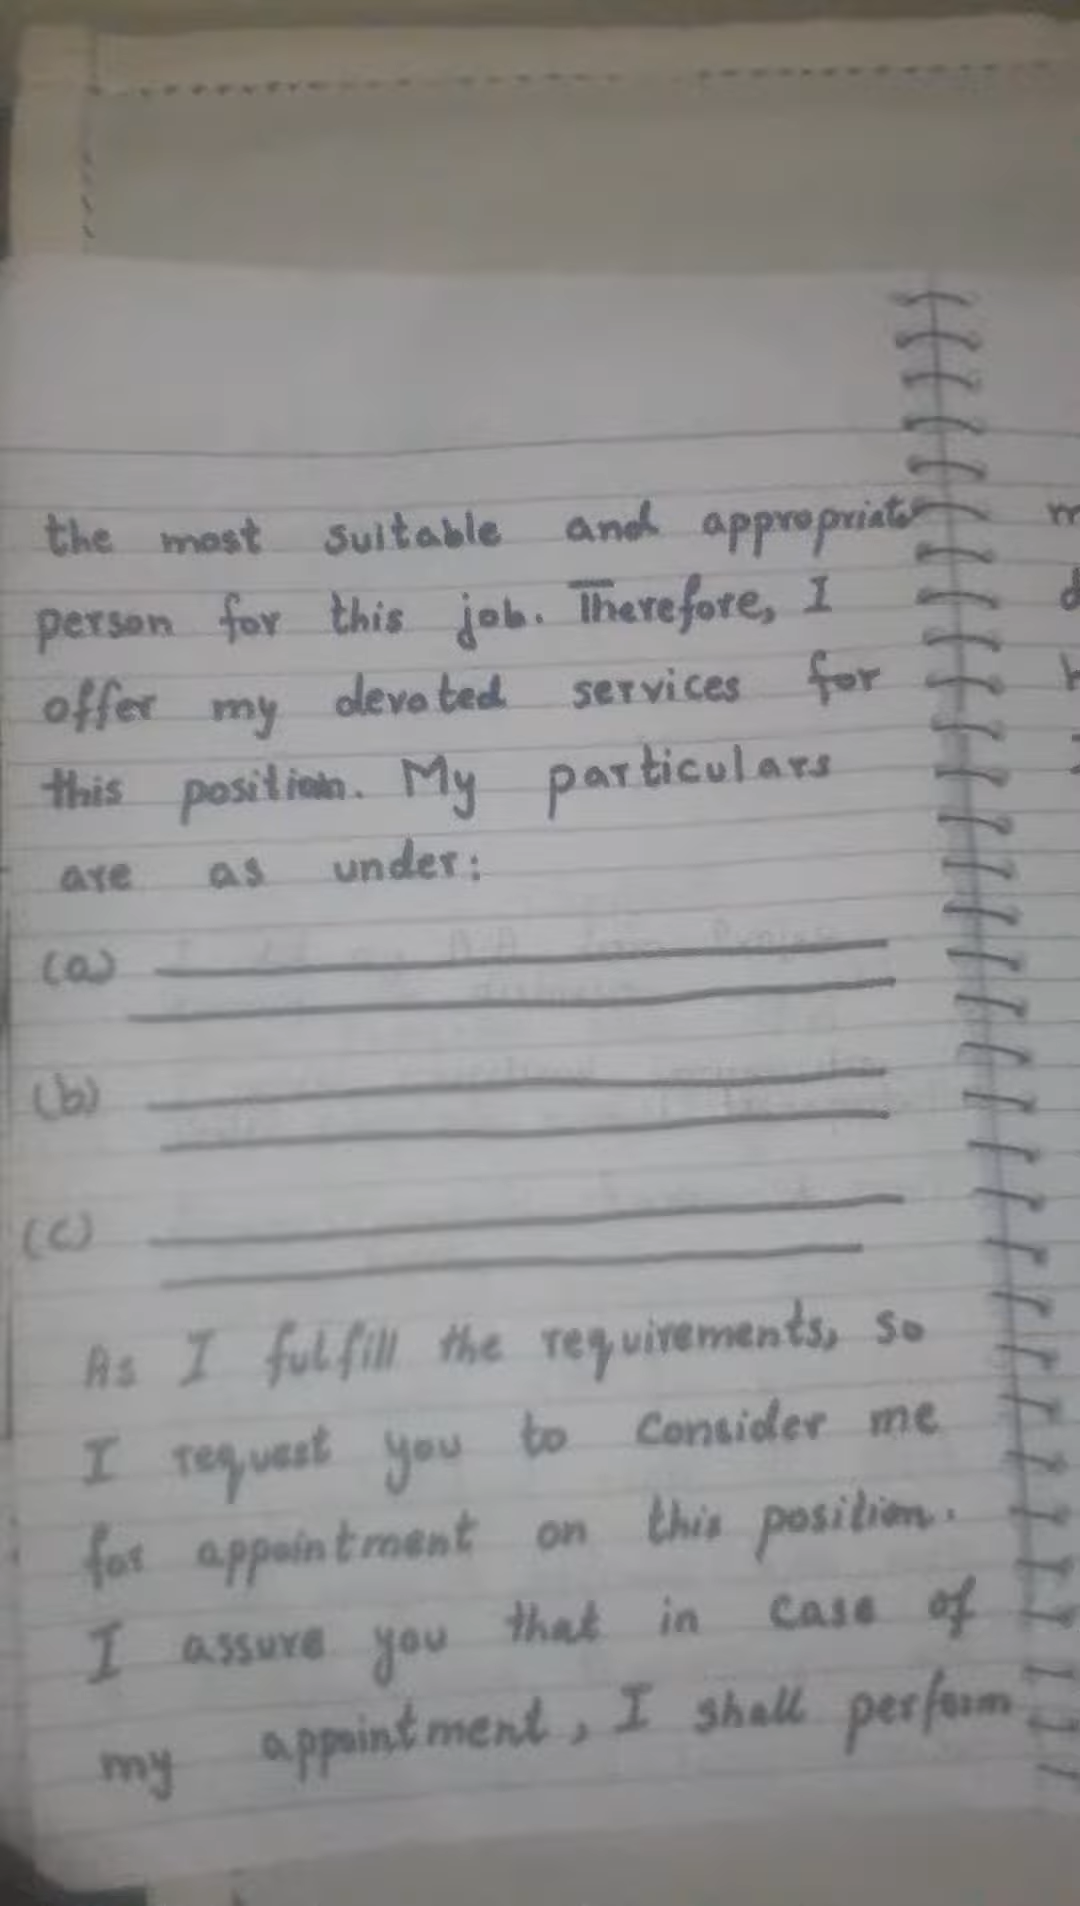 the most suitable and appropriate
person for this job. Therefore, I
offer my devoted services for
this position. My particulars
are as under:
(a)
(b)
(c)
As I fulfill the requirements, so
I request you to consider me
for appointment on this position.
I assure you that in case of
my appointment, I shall perform